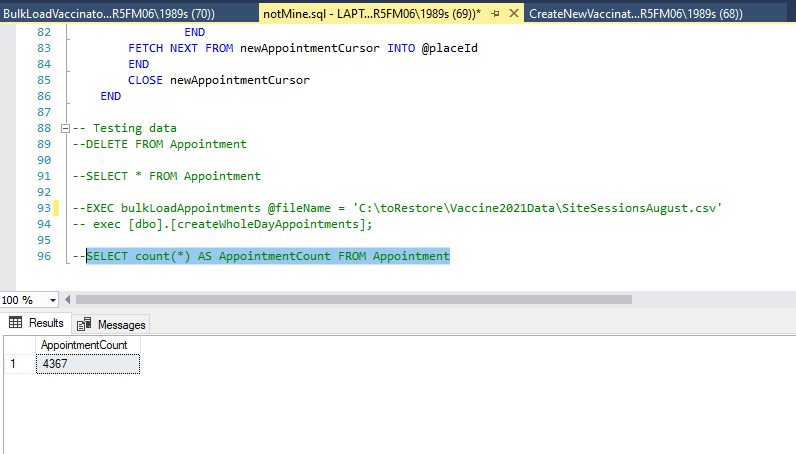 BulkLoadVaccinato...R5FM06\1989s (70))
notMine.sql - LAPT...R5FM06\1989s (69))*
CreateNewVaccinat...R5FM06\1989s (68))
82 END
83 FETCH NEXT FROM newAppointmentCursor INTO @placeId
84 END
85 CLOSE newAppointmentCursor
86 END
87
88 -- Testing data
89 --DELETE FROM Appointment
90
91 --SELECT * FROM Appointment
92
93 --EXEC bulkLoadAppointments @fileName = 'C:\toRestore\Vaccine2021Data\SiteSessionsAugust.csv'
94 -- exec [dbo].[createWholeDayAppointments];
95
96 --SELECT count(*) AS AppointmentCount FROM Appointment
100 %
Results Messages
AppointmentCount
1 4367